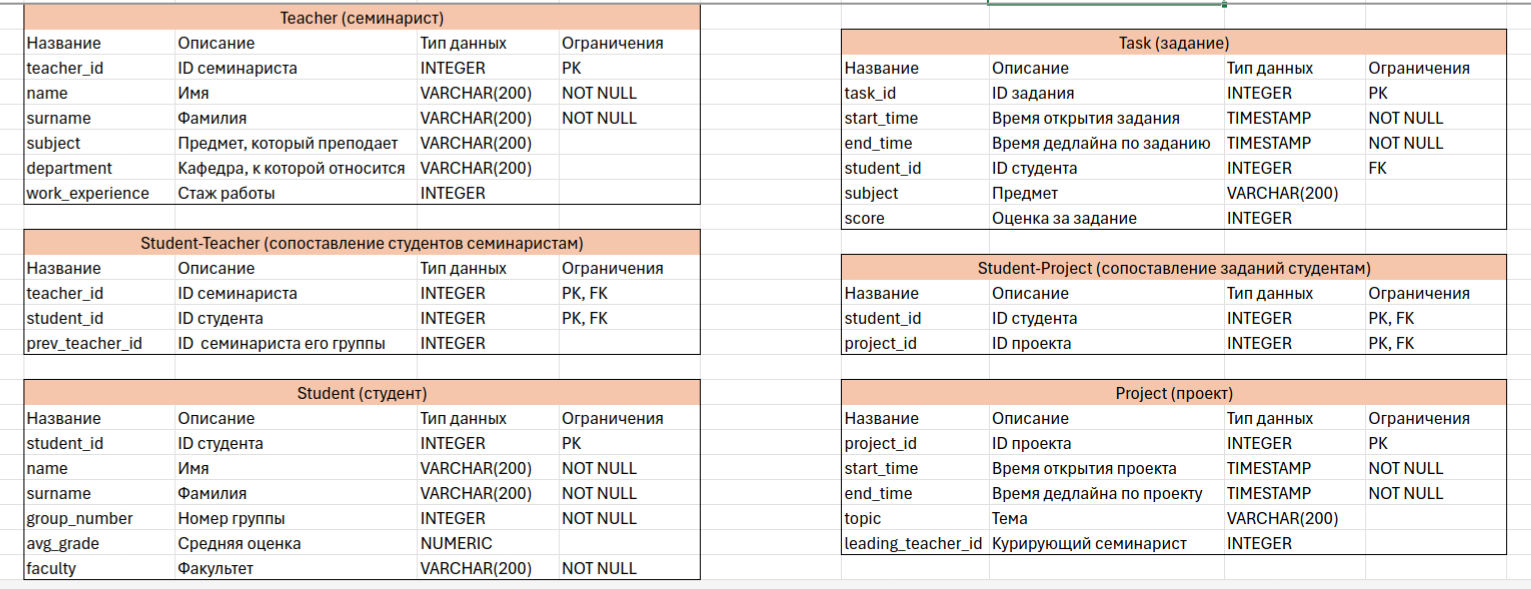 Teacher (семинарист)
Название Описание Тип данных Ограничения
teacher_id ID семинариста INTEGER PK
name Имя VARCHAR(200) NOT NULL
surname Фамилия VARCHAR(200) NOT NULL
subject Предмет, который преподает VARCHAR(200)
department Кафедра, к которой относится VARCHAR(200)
work_experience Стаж работы INTEGER
Student-Teacher (сопоставление студентов семинаристам)
Название Описание Тип данных Ограничения
teacher_id ID семинариста INTEGER PK, FK
student_id ID студента INTEGER PK, FK
prev_teacher_id ID  семинариста его группы INTEGER
Student (студент)
Название Описание Тип данных Ограничения
student_id ID студента INTEGER PK
name Имя VARCHAR(200) NOT NULL
surname Фамилия VARCHAR(200) NOT NULL
group_number Номер группы INTEGER NOT NULL
avg_grade Средняя оценка NUMERIC
faculty Факультет VARCHAR(200) NOT NULL
Task (задание)
Название Описание Тип данных Ограничения
task_id ID задания INTEGER PK
start_time Время открытия задания TIMESTAMP NOT NULL
end_time Время дедлайна по заданию TIMESTAMP NOT NULL
student_id ID студента INTEGER FK
subject Предмет VARCHAR(200)
score Оценка за задание INTEGER
Student-Project (сопоставление заданий студентам)
Название Описание Тип данных Ограничения
student_id ID студента INTEGER PK, FK
project_id ID проекта INTEGER PK, FK
Project (проект)
Название Описание Тип данных Ограничения
project_id ID проекта INTEGER PK
start_time Время открытия проекта TIMESTAMP NOT NULL
end_time Время дедлайна по проекту TIMESTAMP NOT NULL
topic Тема VARCHAR(200)
leading_teacher_id Курирующий семинарист INTEGER